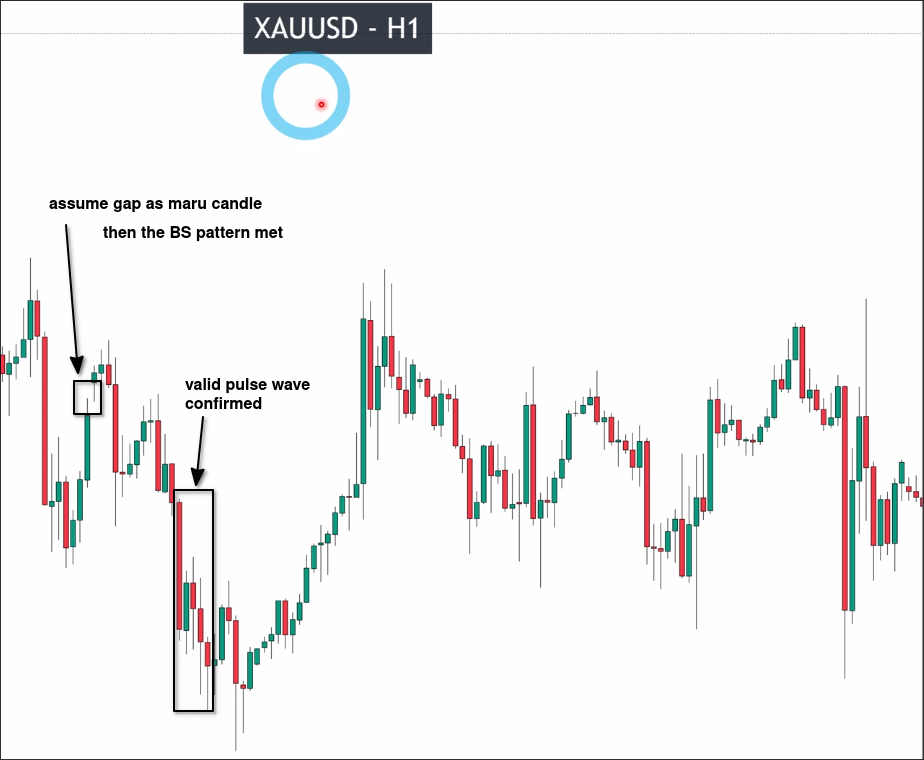 XAUUSD - H1
assume gap as maru candle
then the BS pattern met
valid pulse wave
confirmed